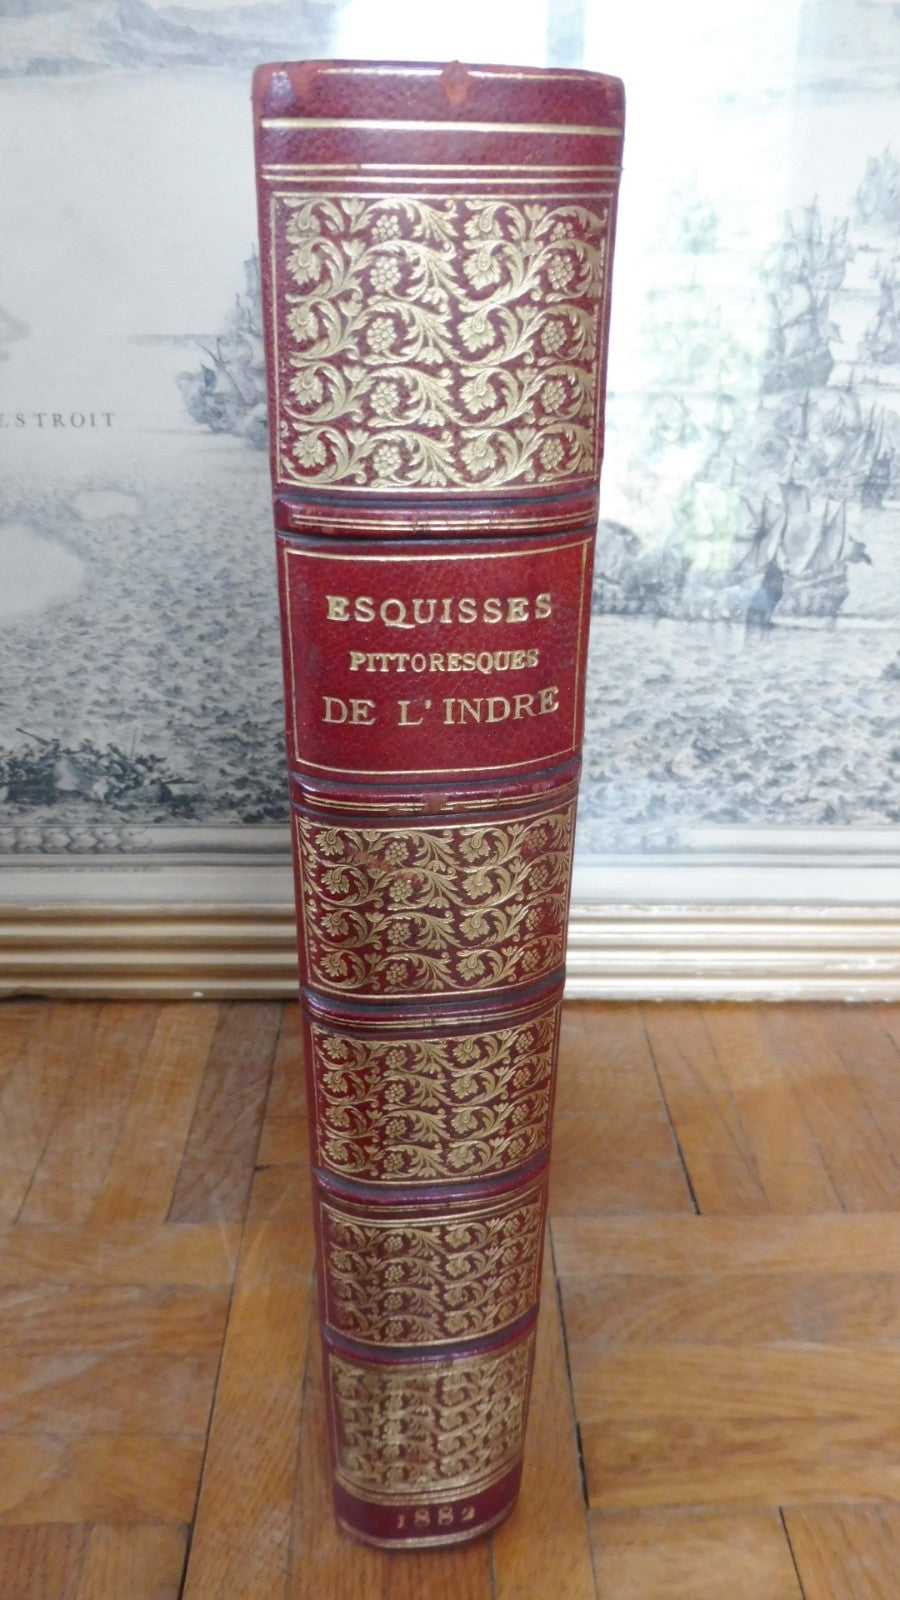 ESTROIT
ESQUISSES
PITTORESQUES
DE L'INDRE
1882